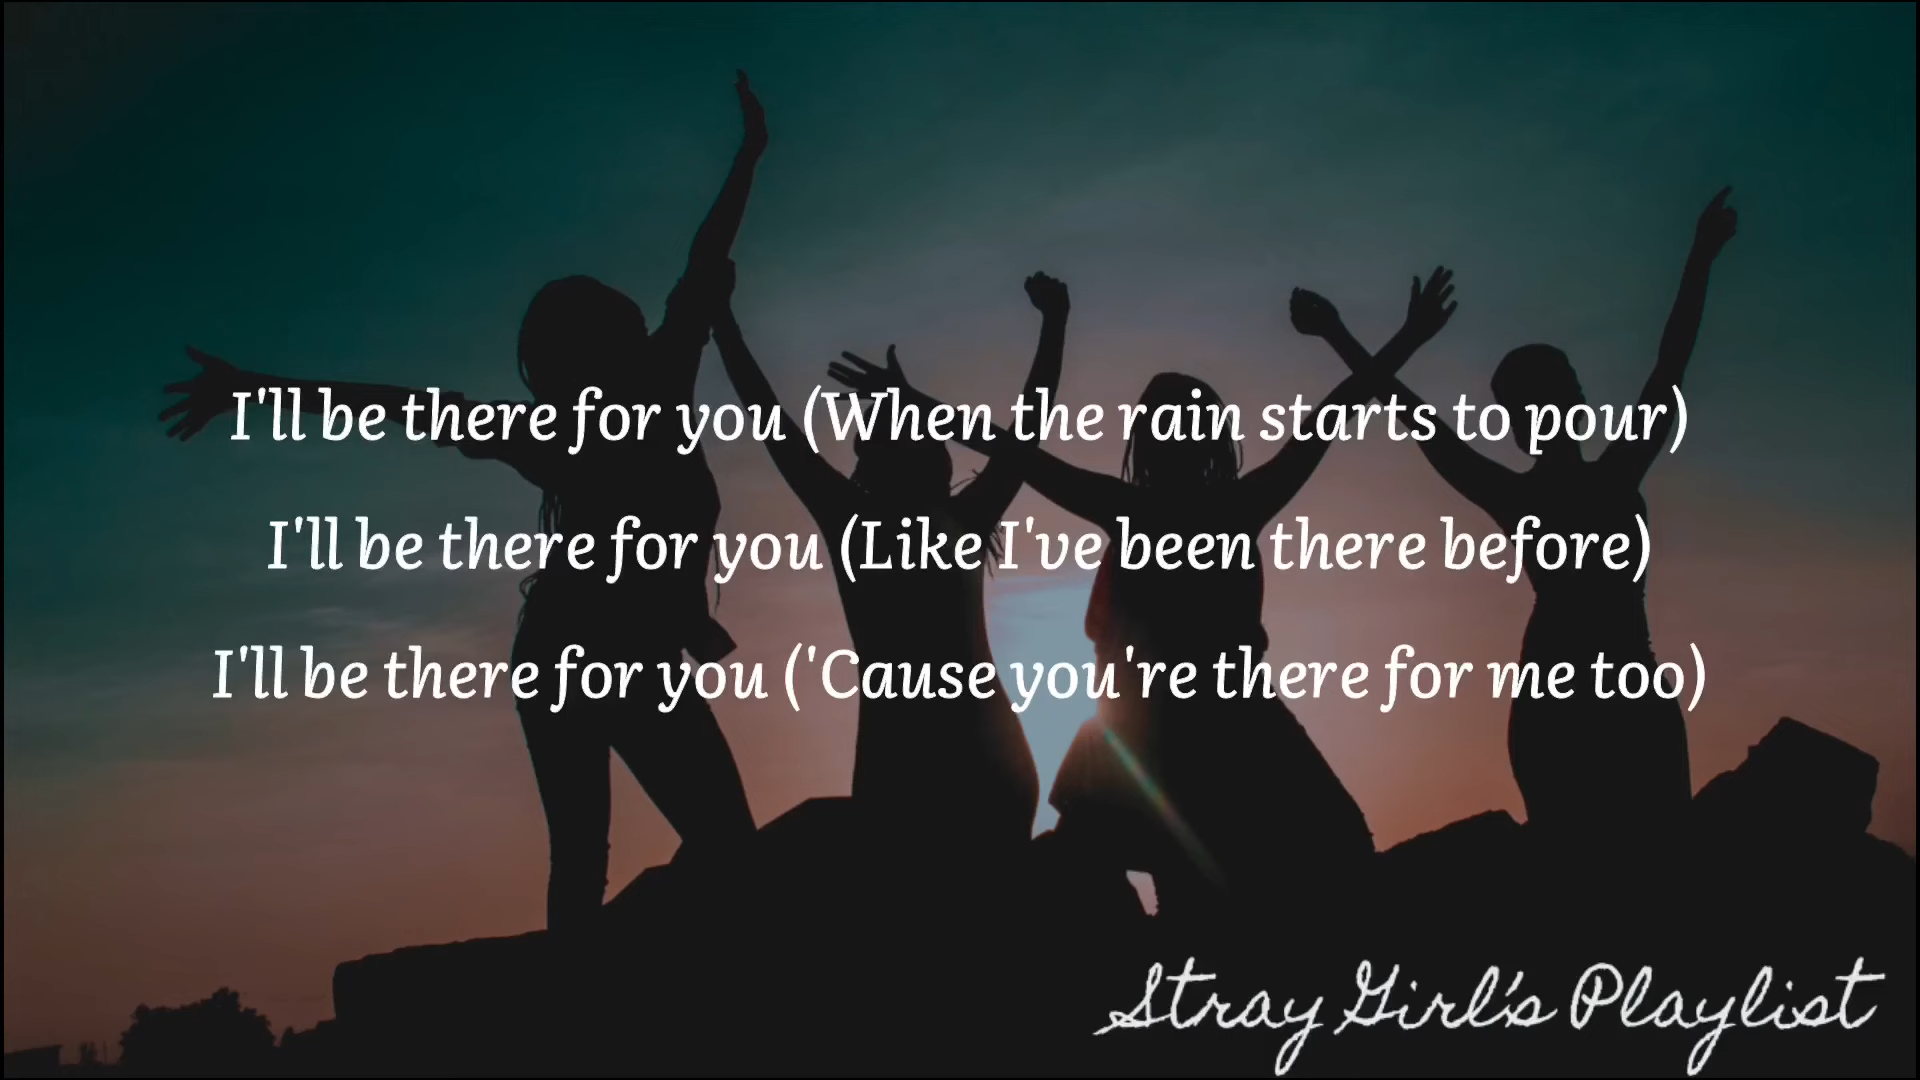 I'll be there for you (When the rain starts to pour)
I'll be there for you (Like I've been there before)
I'll be there for you ('Cause you're there for me too)
Stray Girl's Playlist